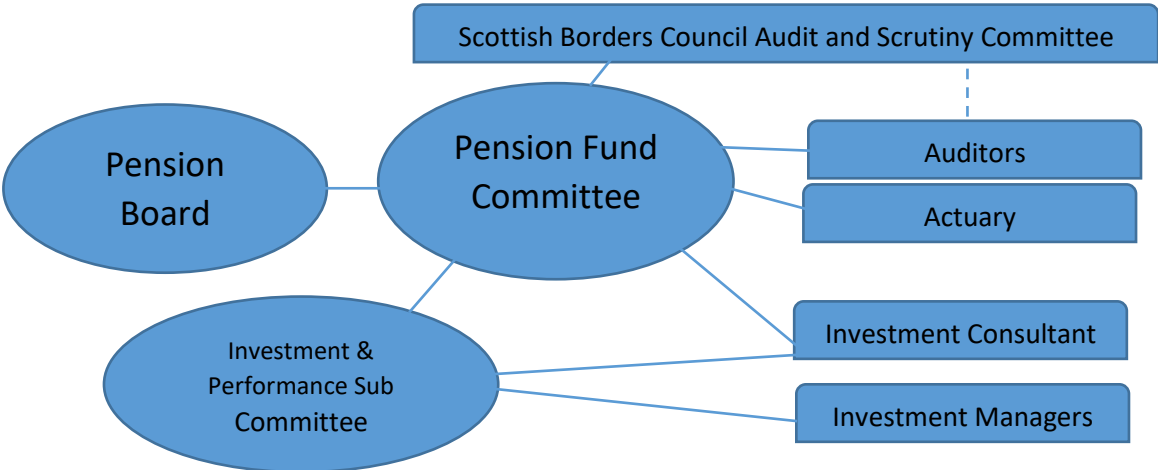 Scottish Borders Council Audit and Scrutiny Committee
Pension
Board
Pension Fund
Committee
Auditors
Actuary
Investment &
Performance Sub
Committee
Investment Consultant
Investment Managers